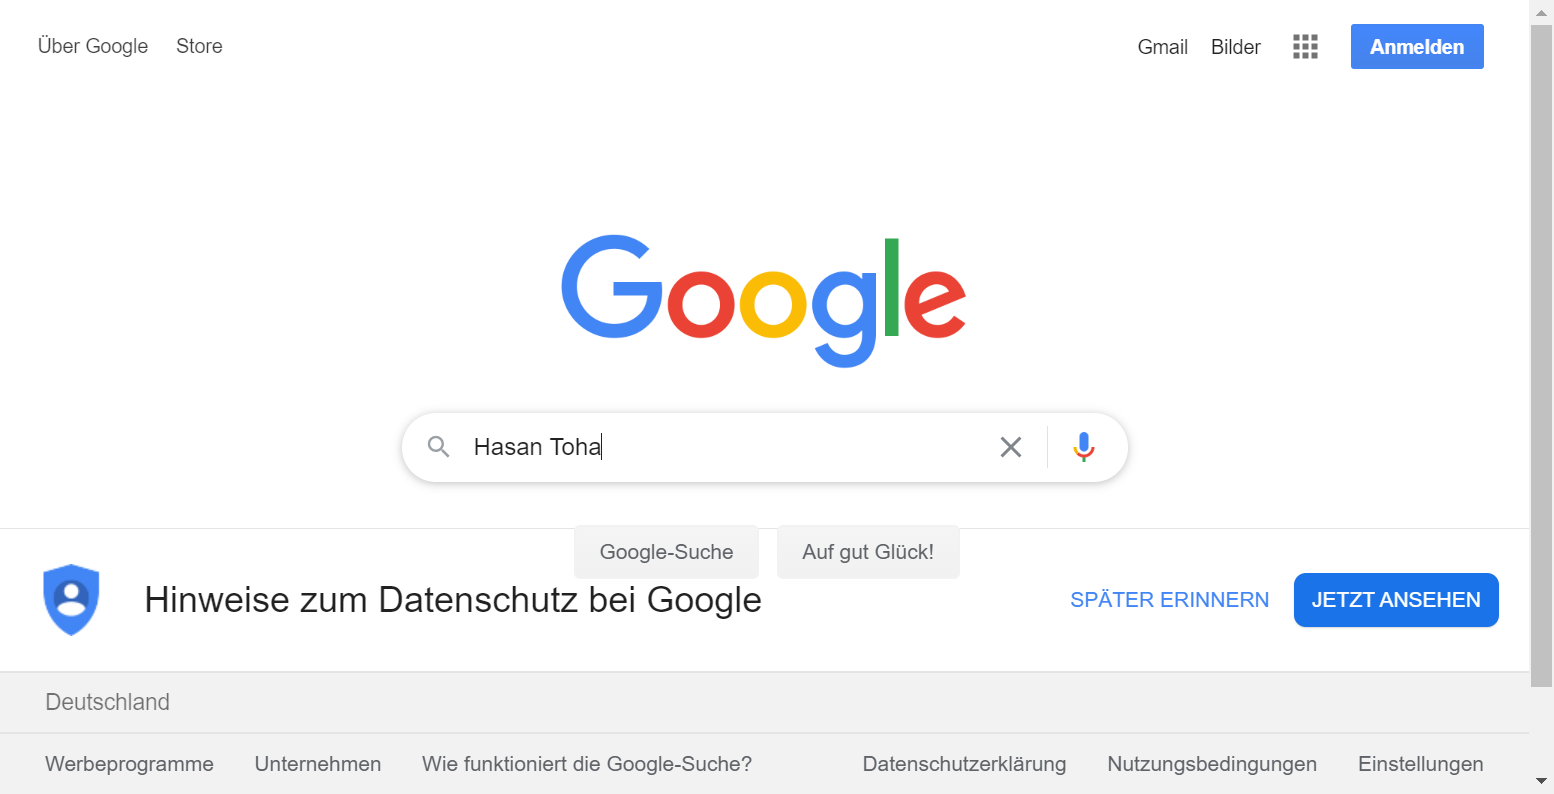 Über Google Store Gmail Bilder Anmelden
Google
Hasan Toha
Google-Suche Auf gut Glück!
Hinweise zum Datenschutz bei Google SPÄTER ERINNERN JETZT ANSEHEN
Deutschland
Werbeprogramme Unternehmen Wie funktioniert die Google-Suche? Datenschutzerklärung Nutzungsbedingungen Einstellungen